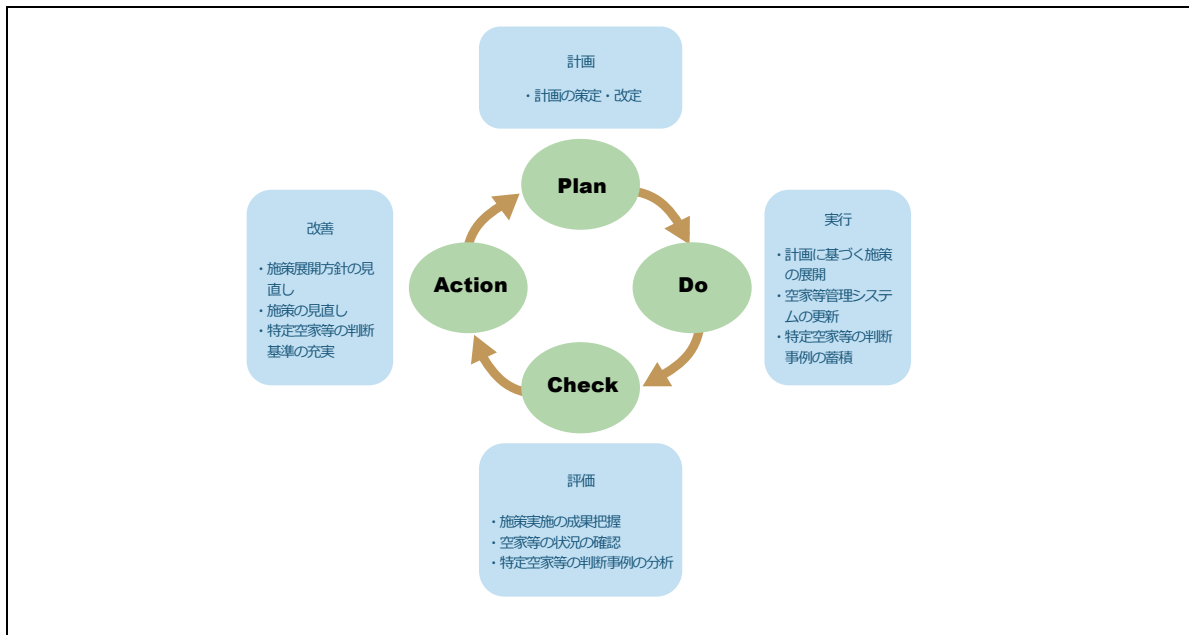 計画
・計画の策定・改定
Plan
実行
・計画に基づく施策
の展開
・空家等管理システ
ムの更新
・特定空家等の判断
事例の蓄積
Do
Check
評価
・施策実施の成果把握
・空家等の状況の確認
・特定空家等の判断事例の分析
Action
改善
・施策展開方針の見
直し
・施策の見直し
・特定空家等の判断
基準の充実